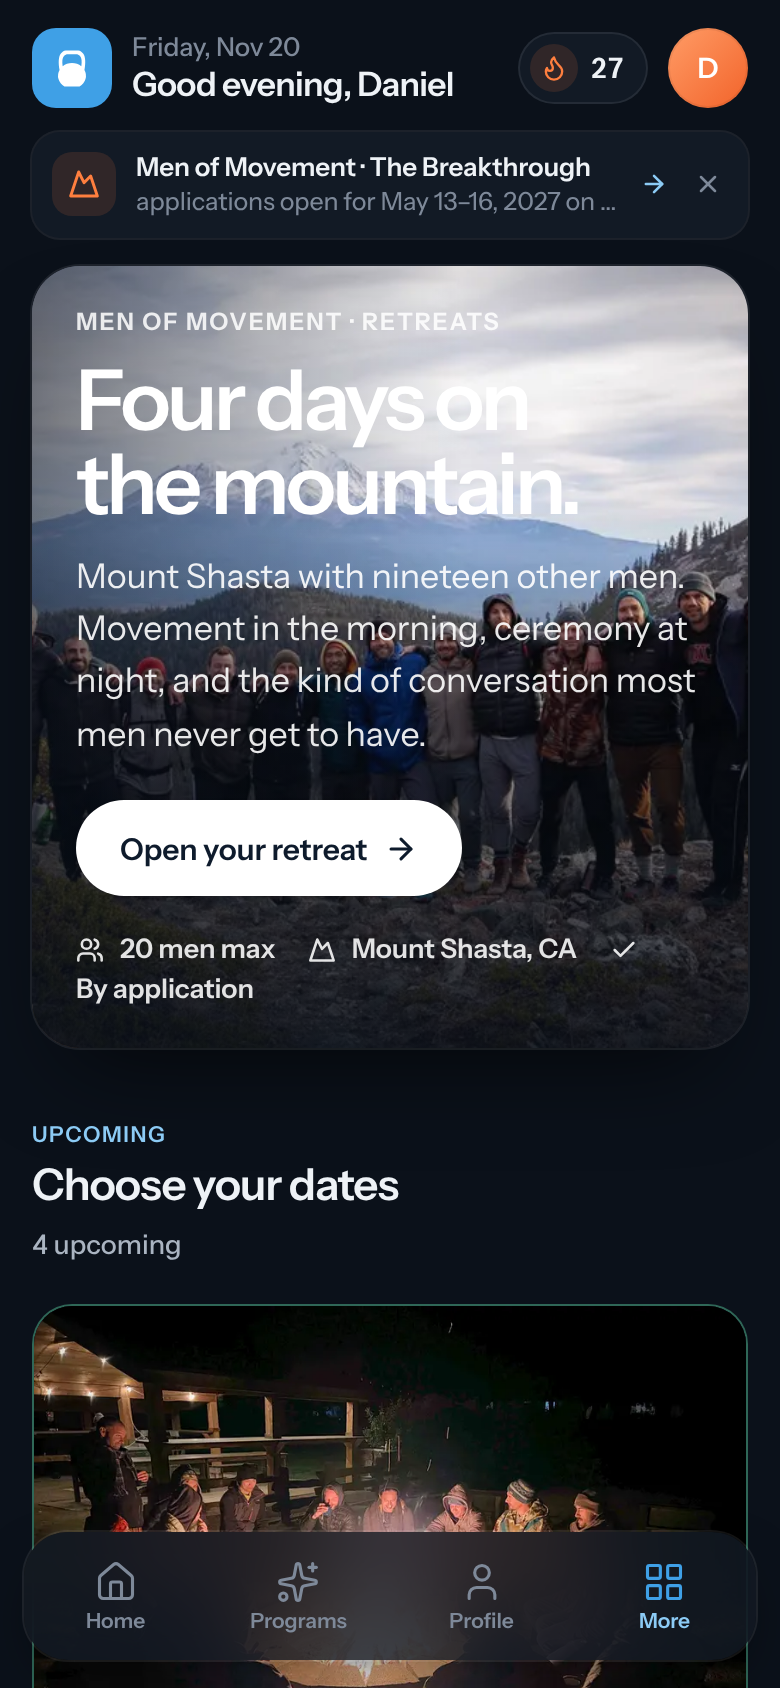 Friday, Nov 20
Good evening, Daniel
27
D
Men of Movement · The Breakthrough
applications open for May 13–16, 2027 on ...
MEN OF MOVEMENT · RETREATS
Four days on
the mountain.
Mount Shasta with nineteen other men.
Movement in the morning, ceremony at
night, and the kind of conversation most
men never get to have.
Open your retreat
20 men max
Mount Shasta, CA
By application
UPCOMING
Choose your dates
4 upcoming
Home
Programs
Profile
More